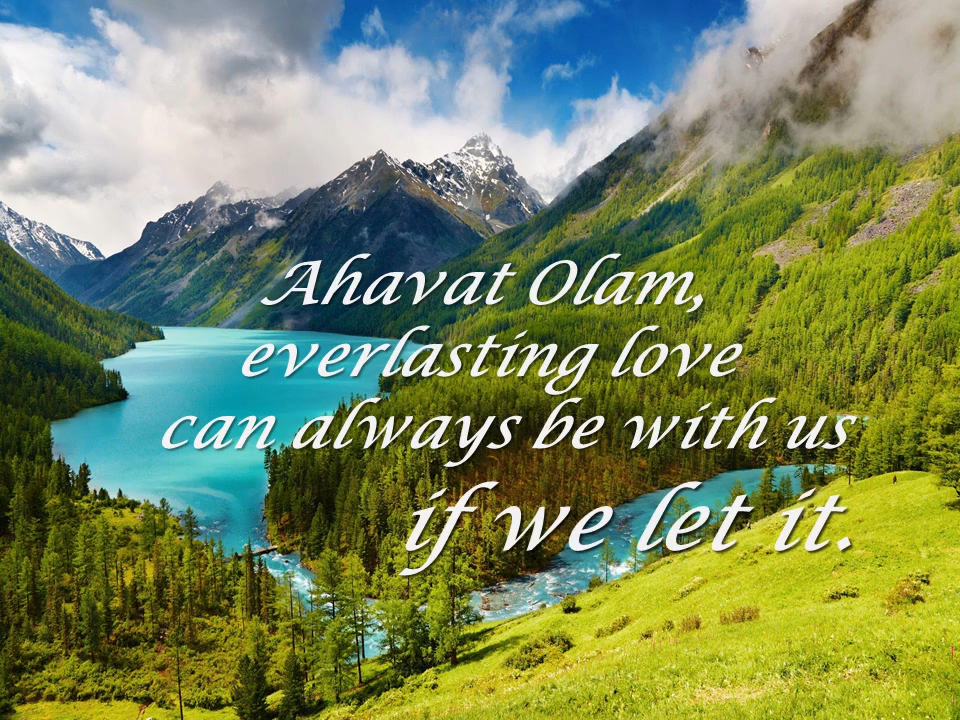 Ahavat Olam,
everlasting love
can always be with us
if we let it.